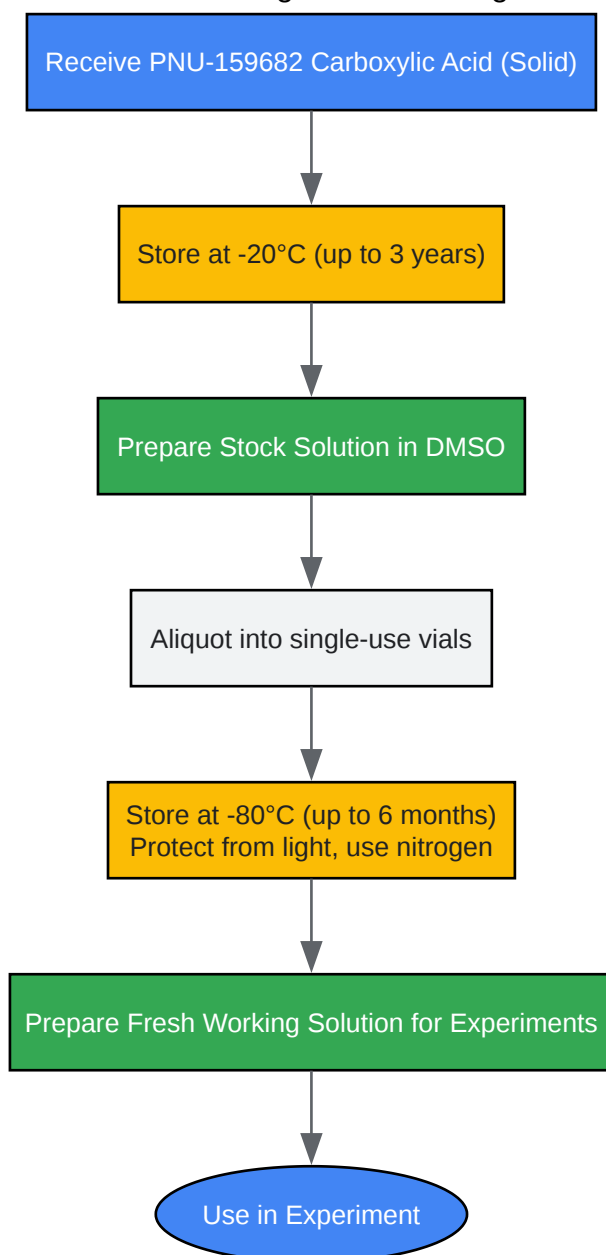 Receive PNU-159682 Carboxylic Acid (Solid)
Store at -20°C (up to 3 years)
Prepare Stock Solution in DMSO
Aliquot into single-use vials
Store at -80°C (up to 6 months)
Protect from light, use nitrogen
Prepare Fresh Working Solution for Experiments
Use in Experiment